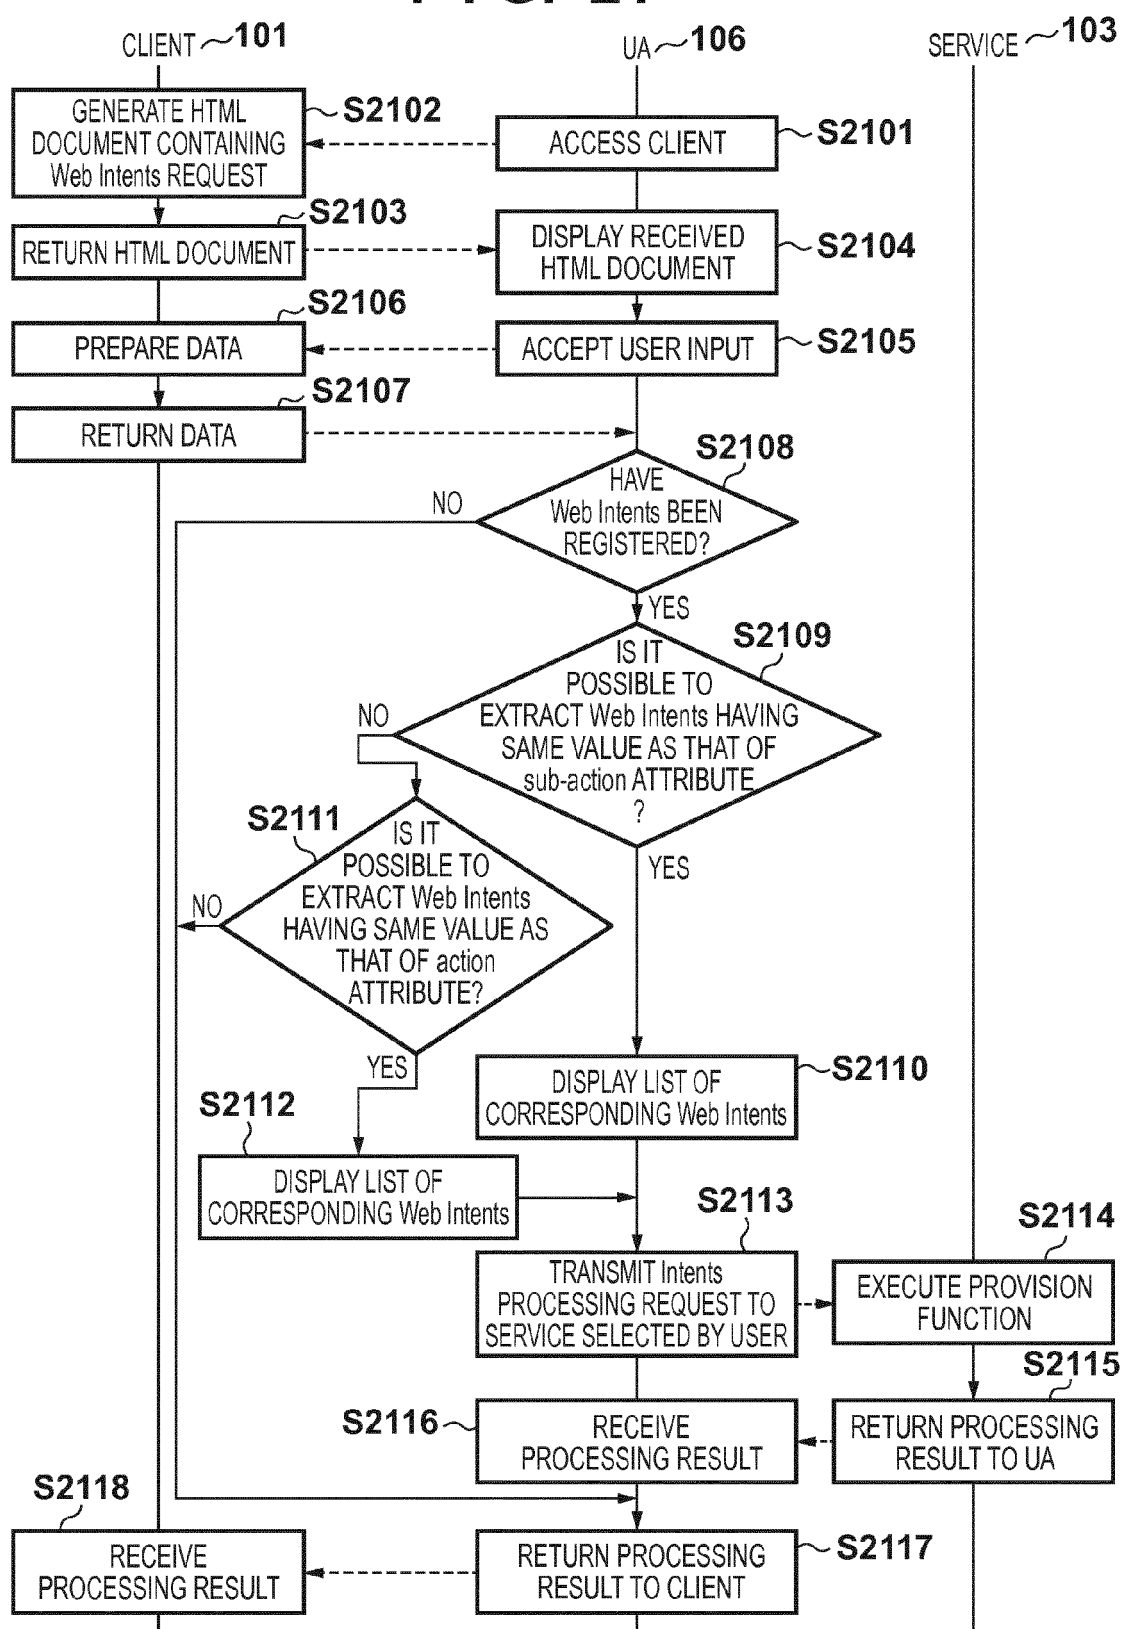 CLIENT 101
UA 106
SERVICE 103
GENERATE HTML
DOCUMENT CONTAINING
Web Intents REQUEST
S2102
ACCESS CLIENT
S2101
S2103
RETURN HTML DOCUMENT
DISPLAY RECEIVED
HTML DOCUMENT
S2104
S2106
PREPARE DATA
ACCEPT USER INPUT
S2105
S2107
RETURN DATA
S2108
HAVE
Web Intents BEEN
REGISTERED?
NO
YES
S2109
IS IT
POSSIBLE TO
EXTRACT Web Intents HAVING
SAME VALUE AS THAT OF
sub-action ATTRIBUTE
?
NO
YES
S2111
IS IT
POSSIBLE TO
EXTRACT Web Intents
HAVING SAME VALUE AS
THAT OF action
ATTRIBUTE?
NO
YES
DISPLAY LIST OF
CORRESPONDING Web Intents
S2110
S2112
DISPLAY LIST OF
CORRESPONDING Web Intents
S2113
TRANSMIT Intents
PROCESSING REQUEST TO
SERVICE SELECTED BY USER
S2114
EXECUTE PROVISION
FUNCTION
S2115
RETURN PROCESSING
RESULT TO UA
S2116
RECEIVE
PROCESSING RESULT
S2118
RECEIVE
PROCESSING RESULT
RETURN PROCESSING
RESULT TO CLIENT
S2117